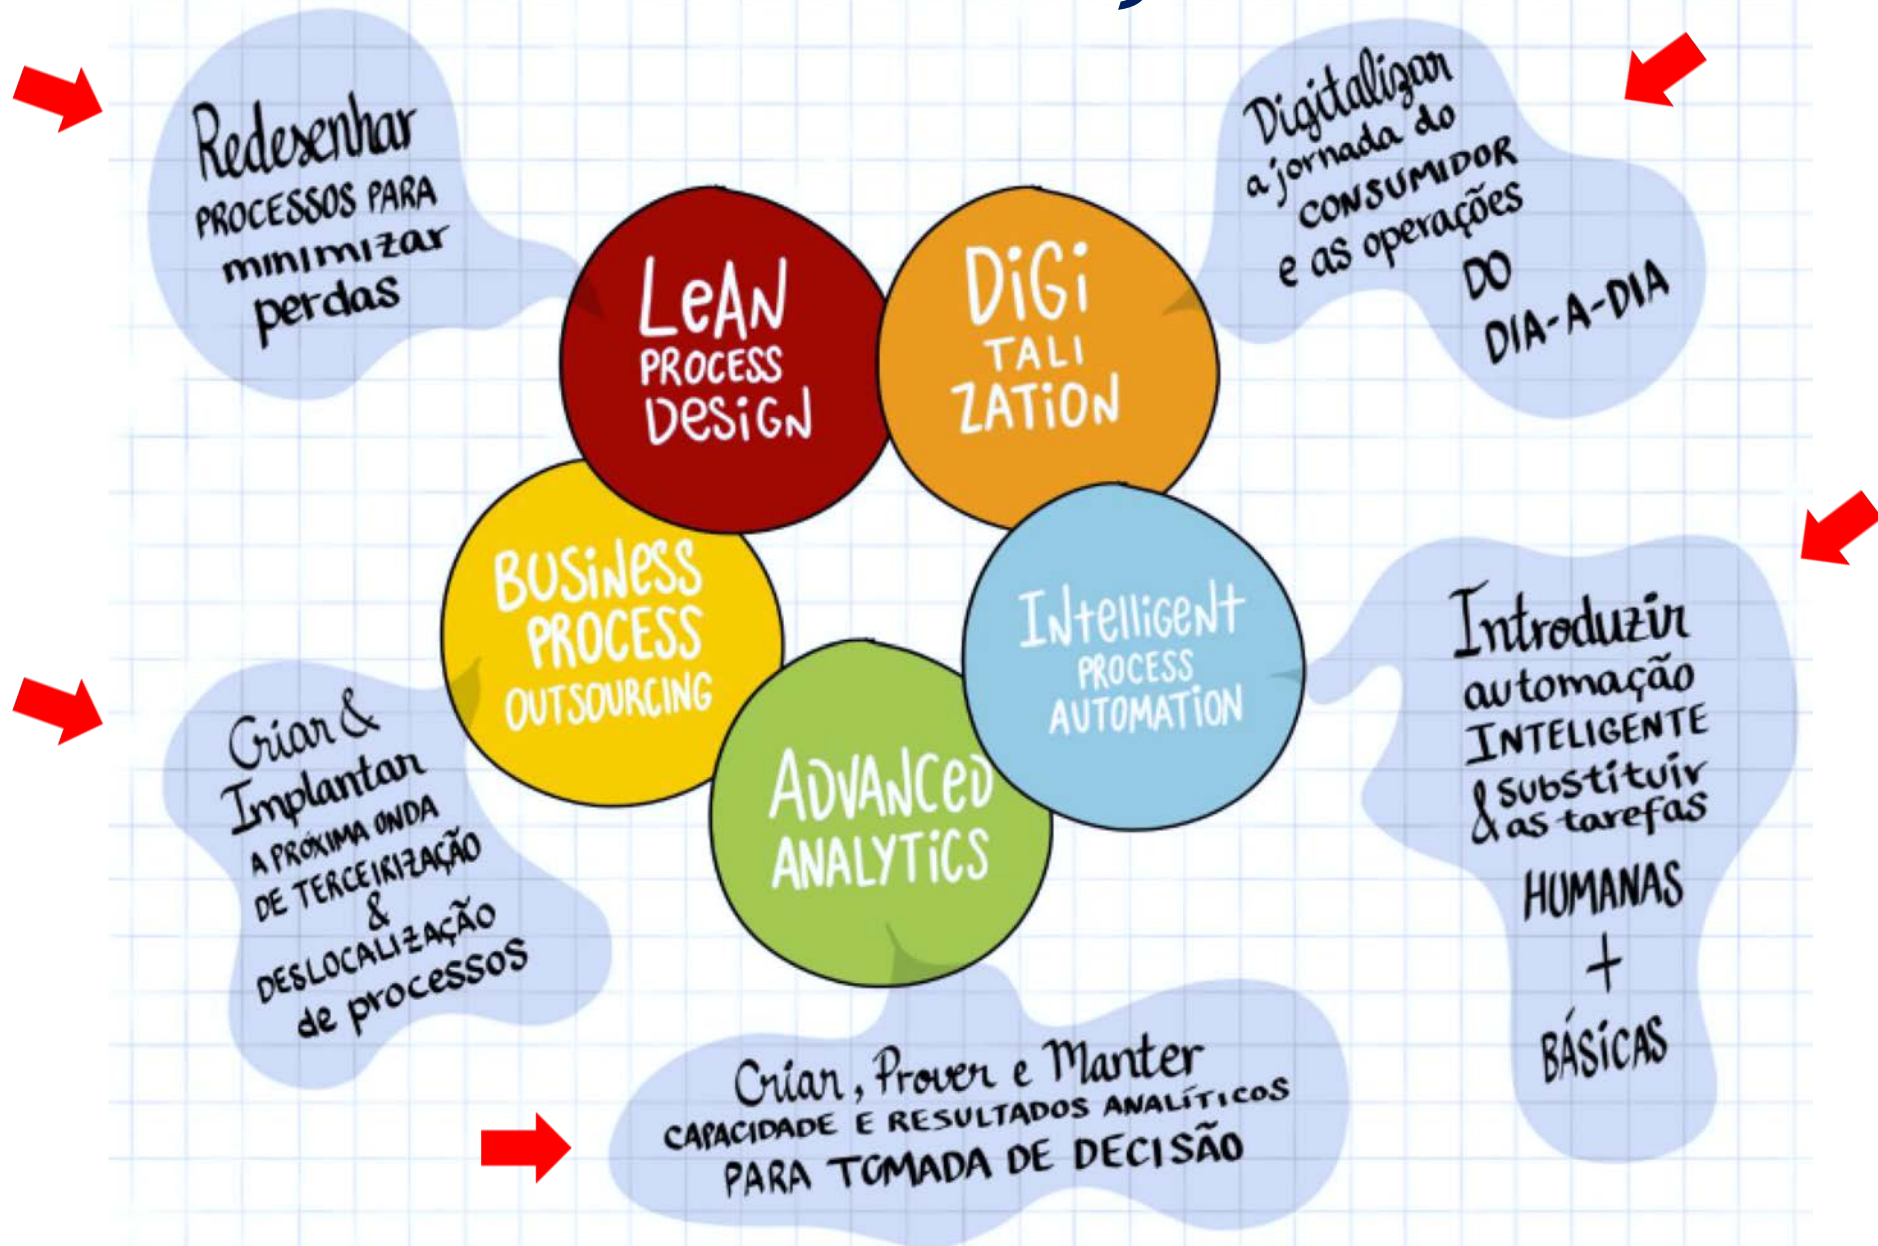 Redesenhar
PROCESSOS PARA
minimizar
perdas
LEAN
PROCESS
DESIGN
DiGi
TALI
ZATiON
Digitalizar
a jornada do
CONSUMIDOR
e as operações
DO
DIA-A-DIA
BUSiNeSS
PROCESS
OUTSOURCING
INtelliGeNt
PROCESS
AUTOMATiON
ADVANCeD
ANALYTiCS
Criar &
Implantar
A PRÓXIMA ONDA
DE TERCEIRIZAÇÃO
&
DESLOCALIZAÇÃO
de processos
Introduzir
automação
INTELIGENTE
& substituir
as tarefas
HUMANAS
+
BÁSiCAS
Criar, Prover e Manter
CAPACIDADE E RESULTADOS ANALÍTICOS
PARA TOMADA DE DECISÃO